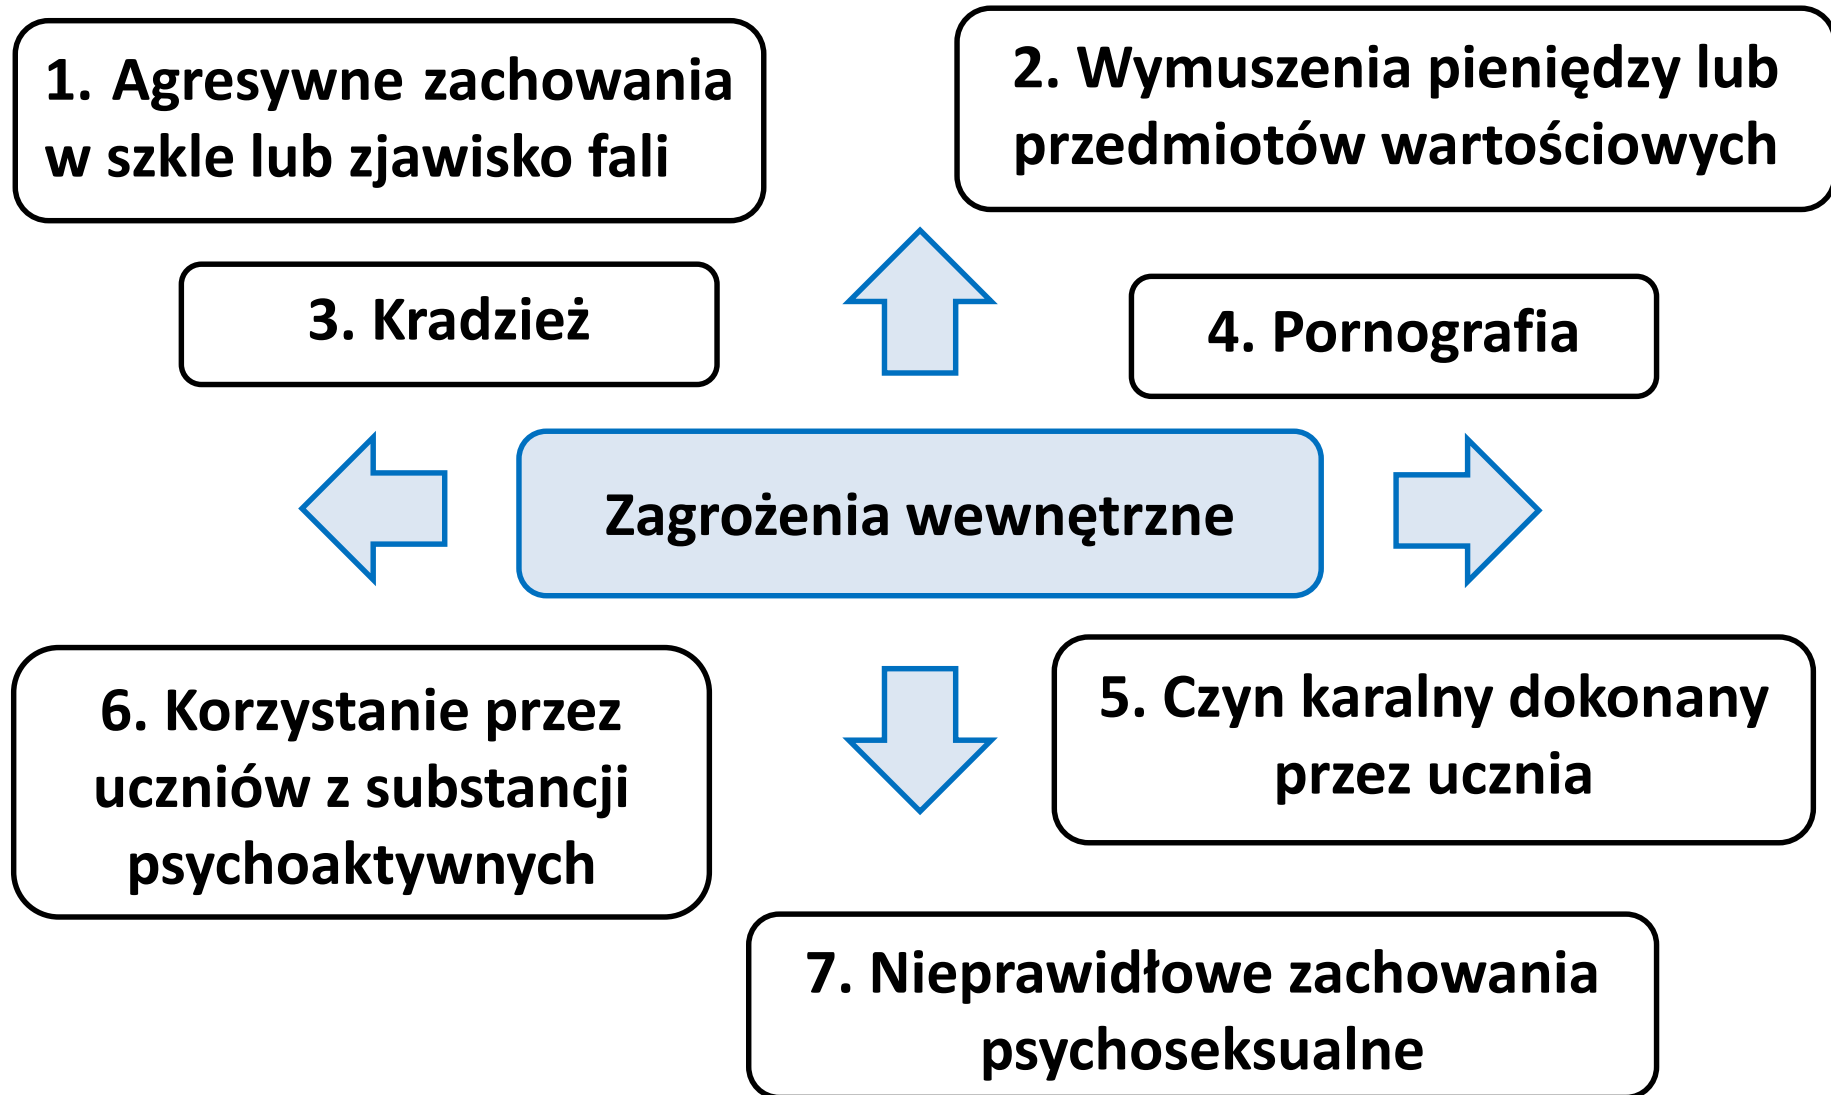 1. Agresywne zachowania
w szkle lub zjawisko fali
2. Wymuszenia pieniędzy lub
przedmiotów wartościowych
3. Kradzież
4. Pornografia
Zagrożenia wewnętrzne
5. Czyn karalny dokonany
przez ucznia
6. Korzystanie przez
uczniów z substancji
psychoaktywnych
7. Nieprawidłowe zachowania
psychoseksualne